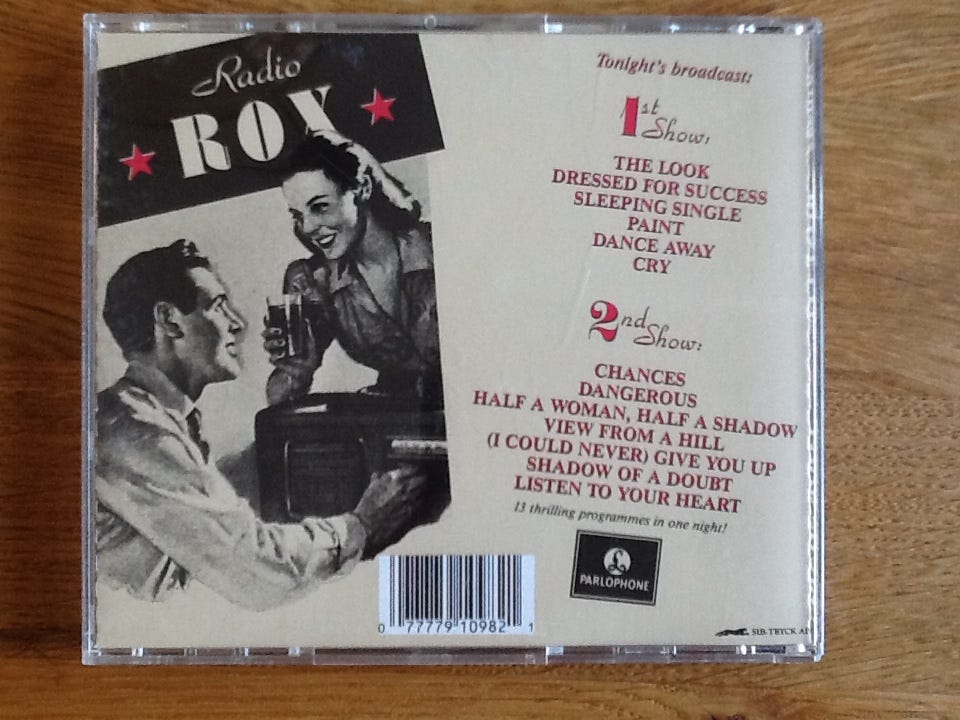 Radio
ROX
Tonight's broadcast:
1st
Show:
THE LOOK
DRESSED FOR SUCCESS
SLEEPING SINGLE
PAINT
DANCE AWAY
CRY
2nd
Show:
CHANCES
DANGEROUS
HALF A WOMAN, HALF A SHADOW
VIEW FROM A HILL
(I COULD NEVER) GIVE YOU UP
SHADOW OF A DOUBT
LISTEN TO YOUR HEART
13 thrilling programmes in one night!
£
PARLOPHONE
0 77779 10982 1
SIB-TRYCK